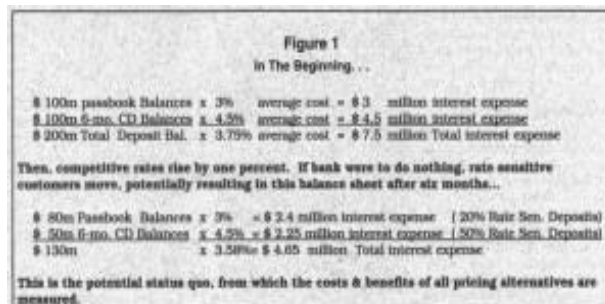 Figure 1
In The Beginning. . .
$ 100m passbook Balances x 3% average cost = $ 3 million interest expense
$ 100m 6-mo. CD Balances x 4.5% average cost = $ 4.5 million interest expense
$ 200m Total Deposit Bal. x 3.75% average cost = $ 7.5 million Total interest expense
Then, competitive rates rise by one percent. If bank were to do nothing, rate sensitive
customers move, potentially resulting in this balance sheet after six months...
$ 80m Passbook Balances x 3% = $ 2.4 million interest expense ( 20% Rate Sen. Deposits)
$ 50m 6-mo. CD Balances x 4.5% = $ 2.25 million interest expense ( 50% Rate Sen. Deposits)
$ 130m x 3.58%= $ 4.65 million Total interest expense
This is the potential status quo, from which the costs & benefits of all pricing alternatives are
measured.